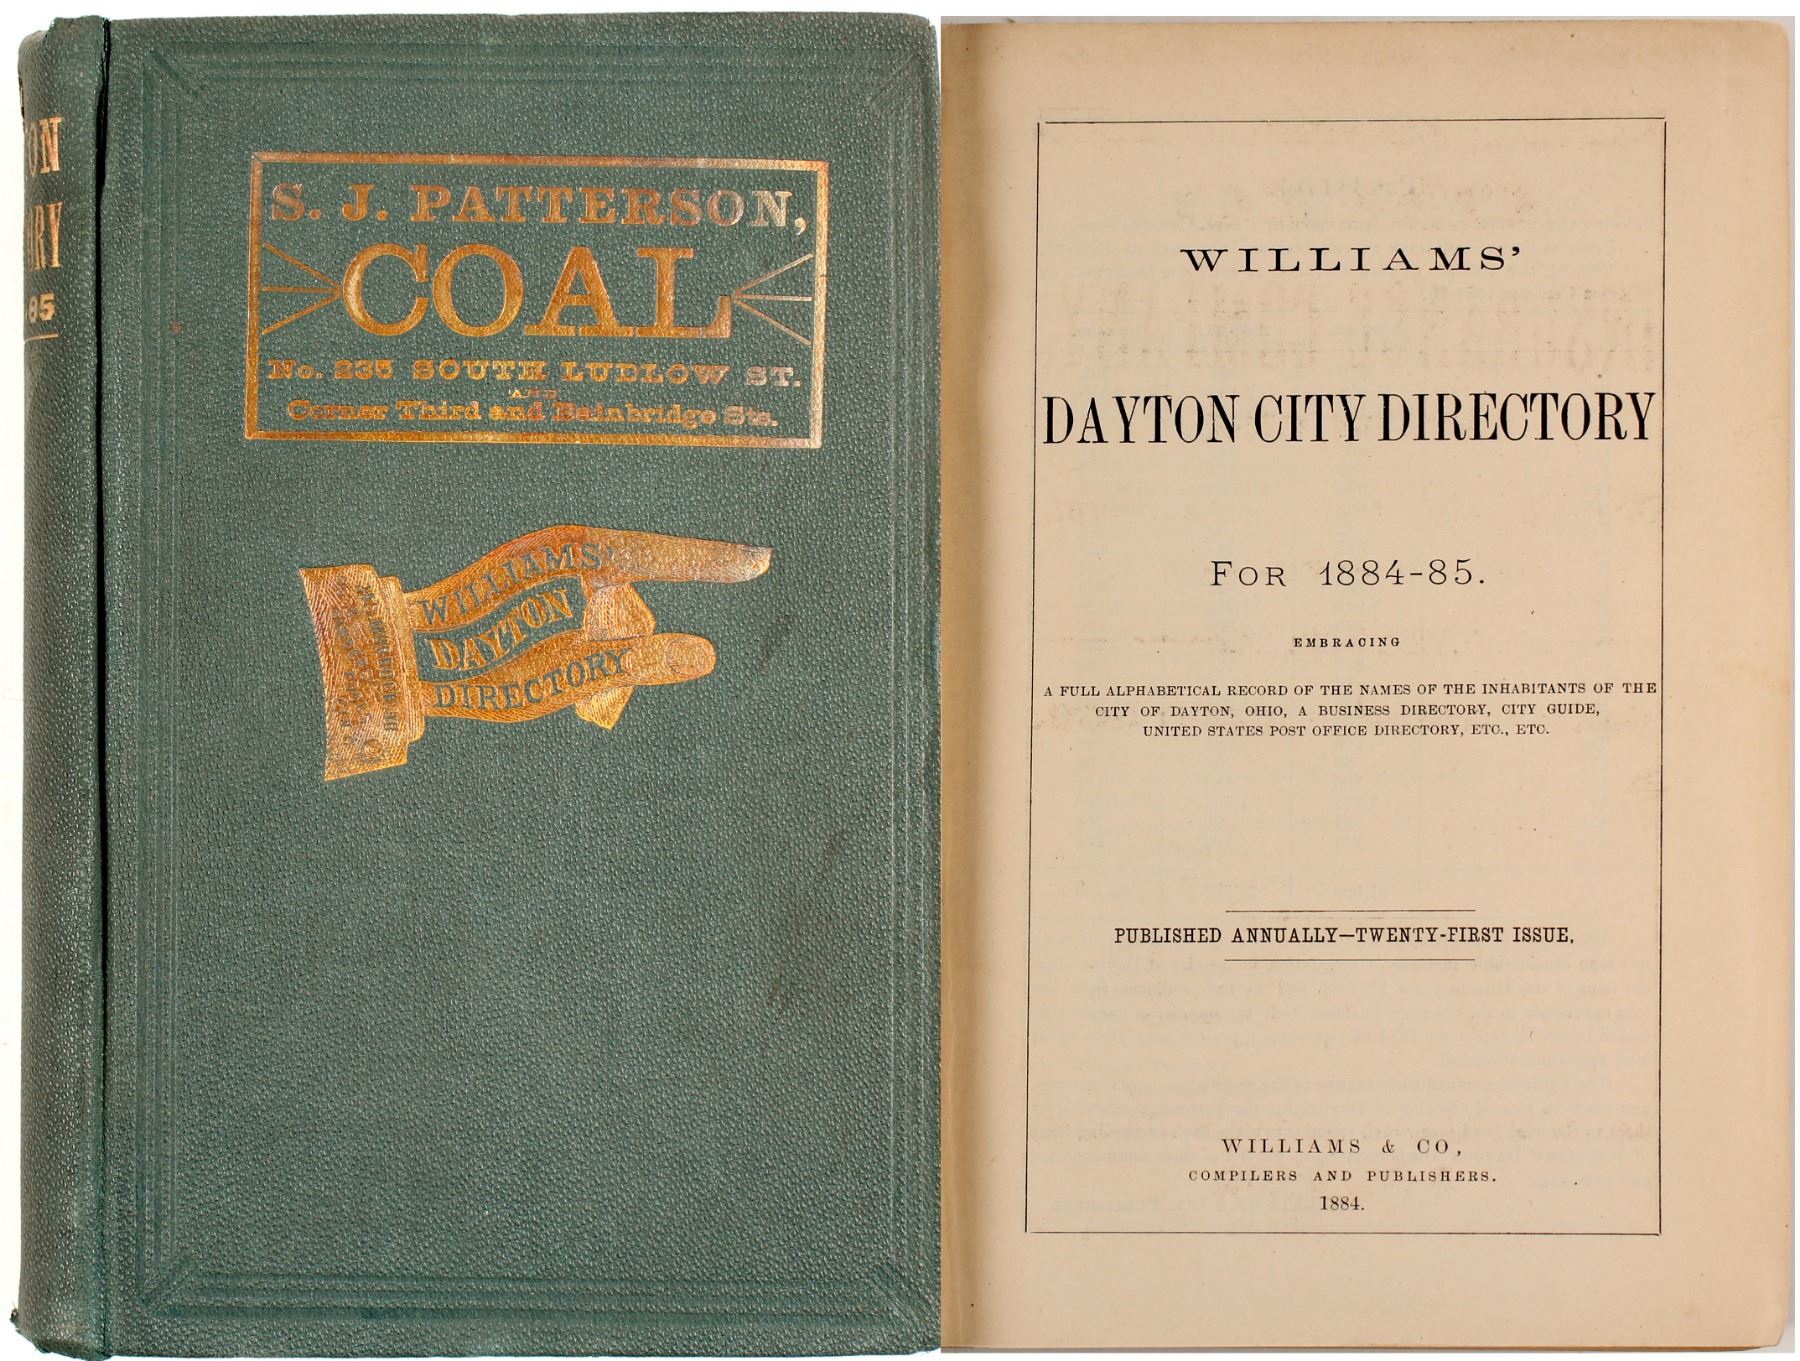 ON
ORY
85
S. J. PATTERSON,
COAL
No. 235 SOUTH LUDLOW ST.
AND
Corner Third and Bainbridge Sts.
WILLIAMS'
DAYTON
DIRECTORY
WILLIAMS'
DAYTON CITY DIRECTORY
FOR 1884-85.
EMBRACING
A FULL ALPHABETICAL RECORD OF THE NAMES OF THE INHABITANTS OF THE
CITY OF DAYTON, OHIO, A BUSINESS DIRECTORY, CITY GUIDE,
UNITED STATES POST OFFICE DIRECTORY, ETC., ETC.
PUBLISHED ANNUALLY—TWENTY-FIRST ISSUE.
WILLIAMS & CO,
COMPILERS AND PUBLISHERS.
1884.